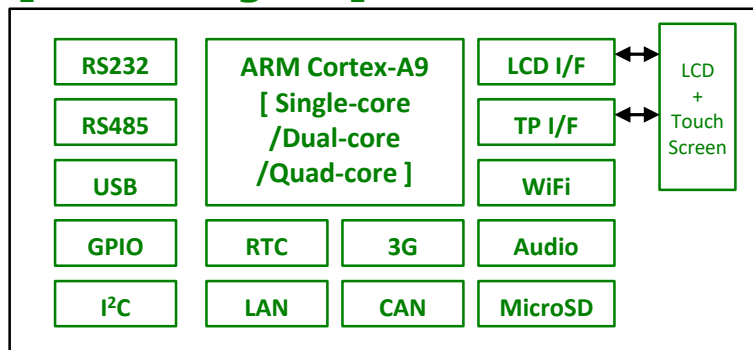 RS232
RS485
USB
GPIO
I²C
ARM Cortex-A9
[ Single-core
/Dual-core
/Quad-core ]
RTC
3G
LAN
CAN
LCD I/F
TP I/F
WiFi
Audio
MicroSD
LCD
+
Touch
Screen